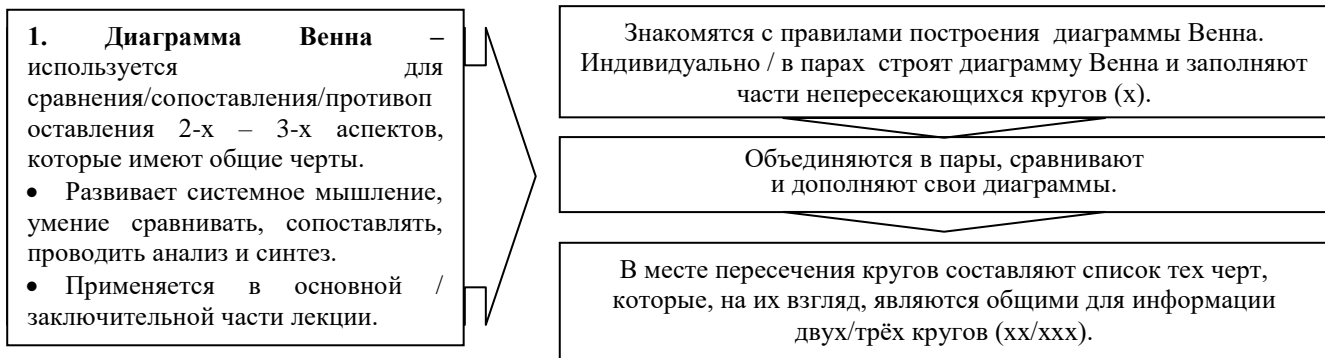 1. Диаграмма Венна –
используется для
сравнения/сопоставления/противоп
оставления 2-х – 3-х аспектов,
которые имеют общие черты.
• Развивает системное мышление,
умение сравнивать, сопоставлять,
проводить анализ и синтез.
• Применяется в основной /
заключительной части лекции.
Знакомятся с правилами построения диаграммы Венна.
Индивидуально / в парах строят диаграмму Венна и заполняют
части непересекающихся кругов (х).
Объединяются в пары, сравнивают
и дополняют свои диаграммы.
В месте пересечения кругов составляют список тех черт,
которые, на их взгляд, являются общими для информации
двух/трёх кругов (хх/ххх).